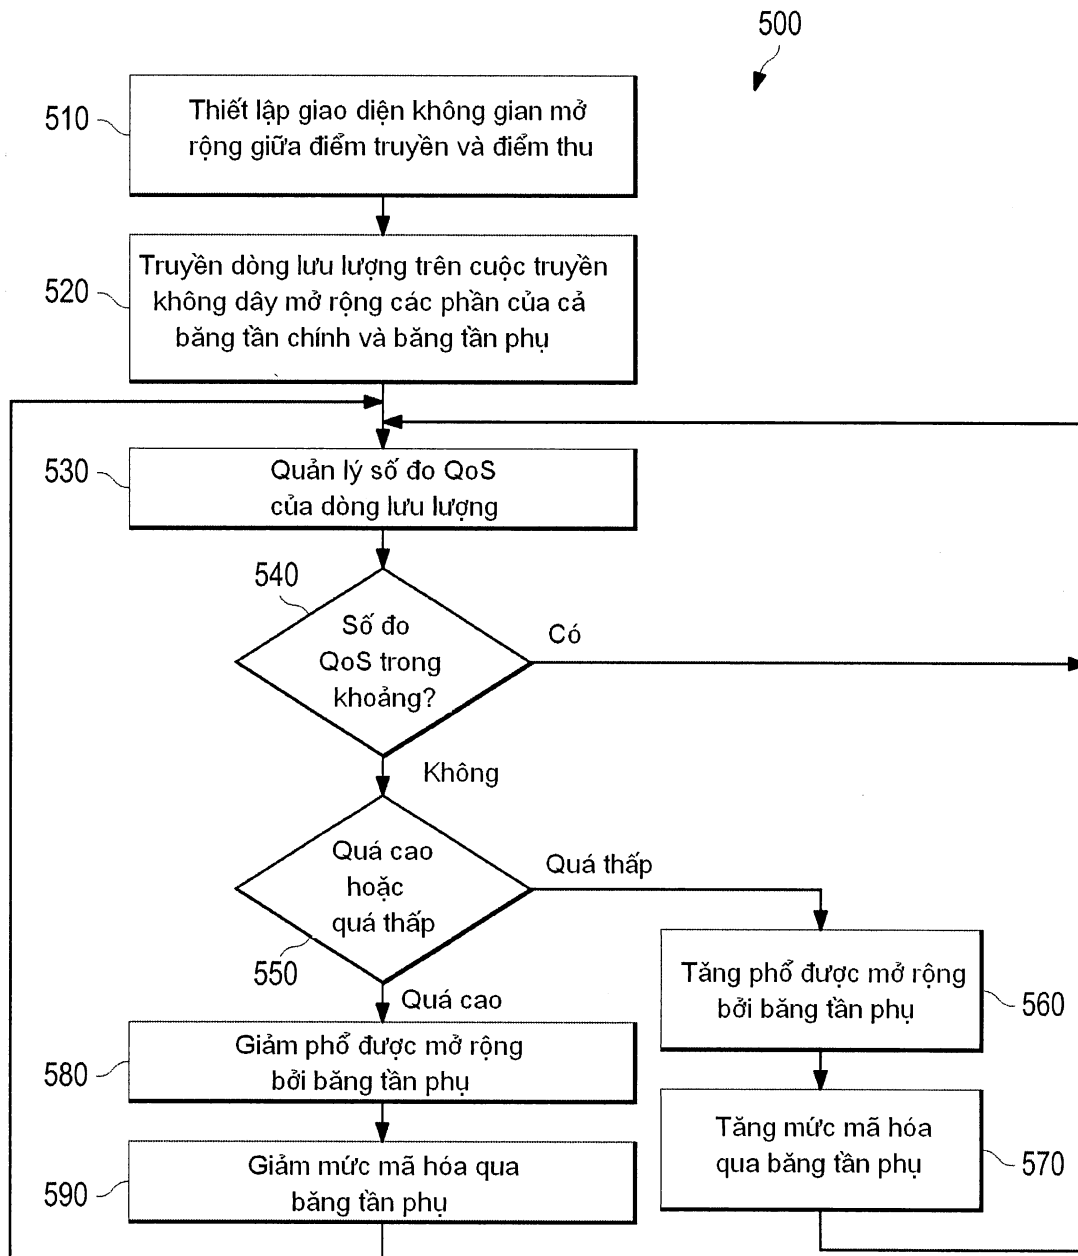 500
510
Thiết lập giao diện không gian mở
rộng giữa điểm truyền và điểm thu
520
Truyền dòng lưu lượng trên cuộc truyền
không dây mở rộng các phần của cả
băng tần chính và băng tần phụ
530
Quản lý số đo QoS
của dòng lưu lượng
540
Số đo
QoS trong
khoảng?
Có
Không
Quá cao
hoặc
quá thấp
Quá thấp
550
Quá cao
Tăng phổ được mở rộng
bởi băng tần phụ
560
580
Giảm phổ được mở rộng
bởi băng tần phụ
Tăng mức mã hóa
qua băng tần phụ
570
590
Giảm mức mã hóa qua
băng tần phụ